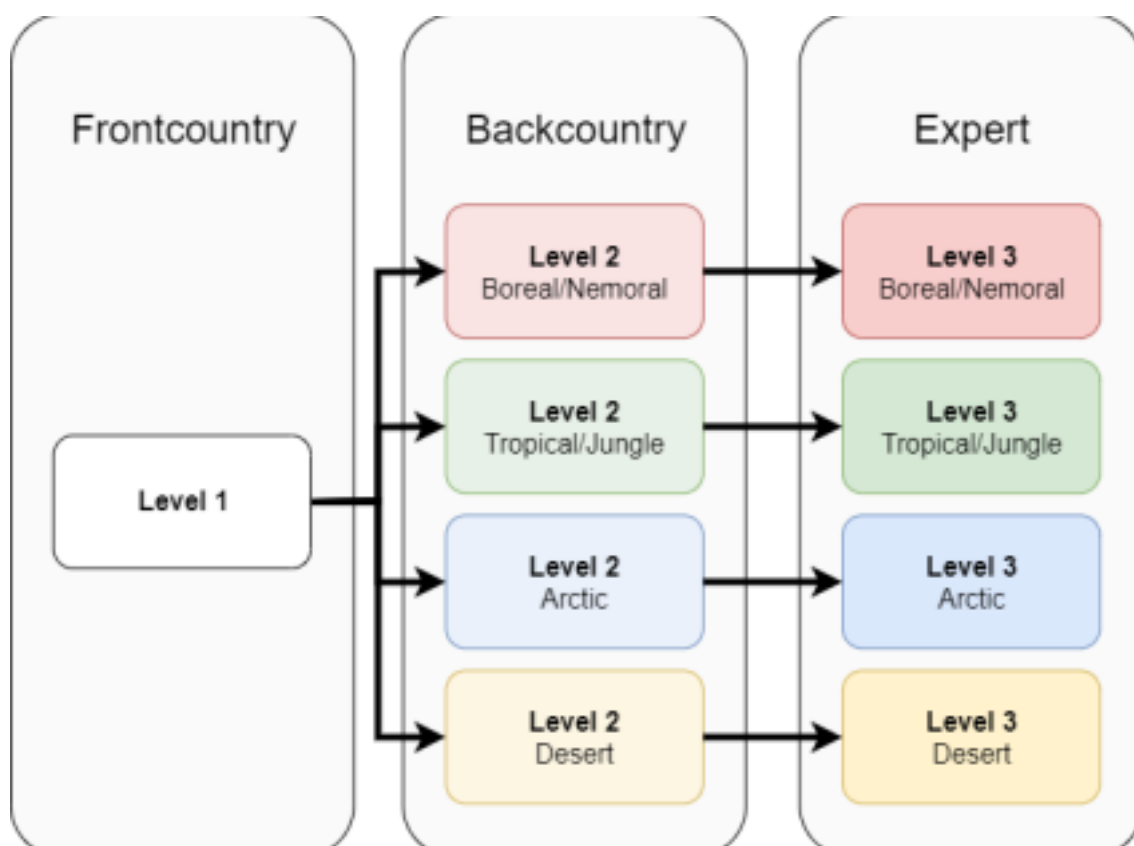 Frontcountry
Backcountry
Expert
Level 1
Level 2
Boreal/Nemoral
Level 3
Boreal/Nemoral
Level 2
Tropical/Jungle
Level 3
Tropical/Jungle
Level 2
Arctic
Level 3
Arctic
Level 2
Desert
Level 3
Desert